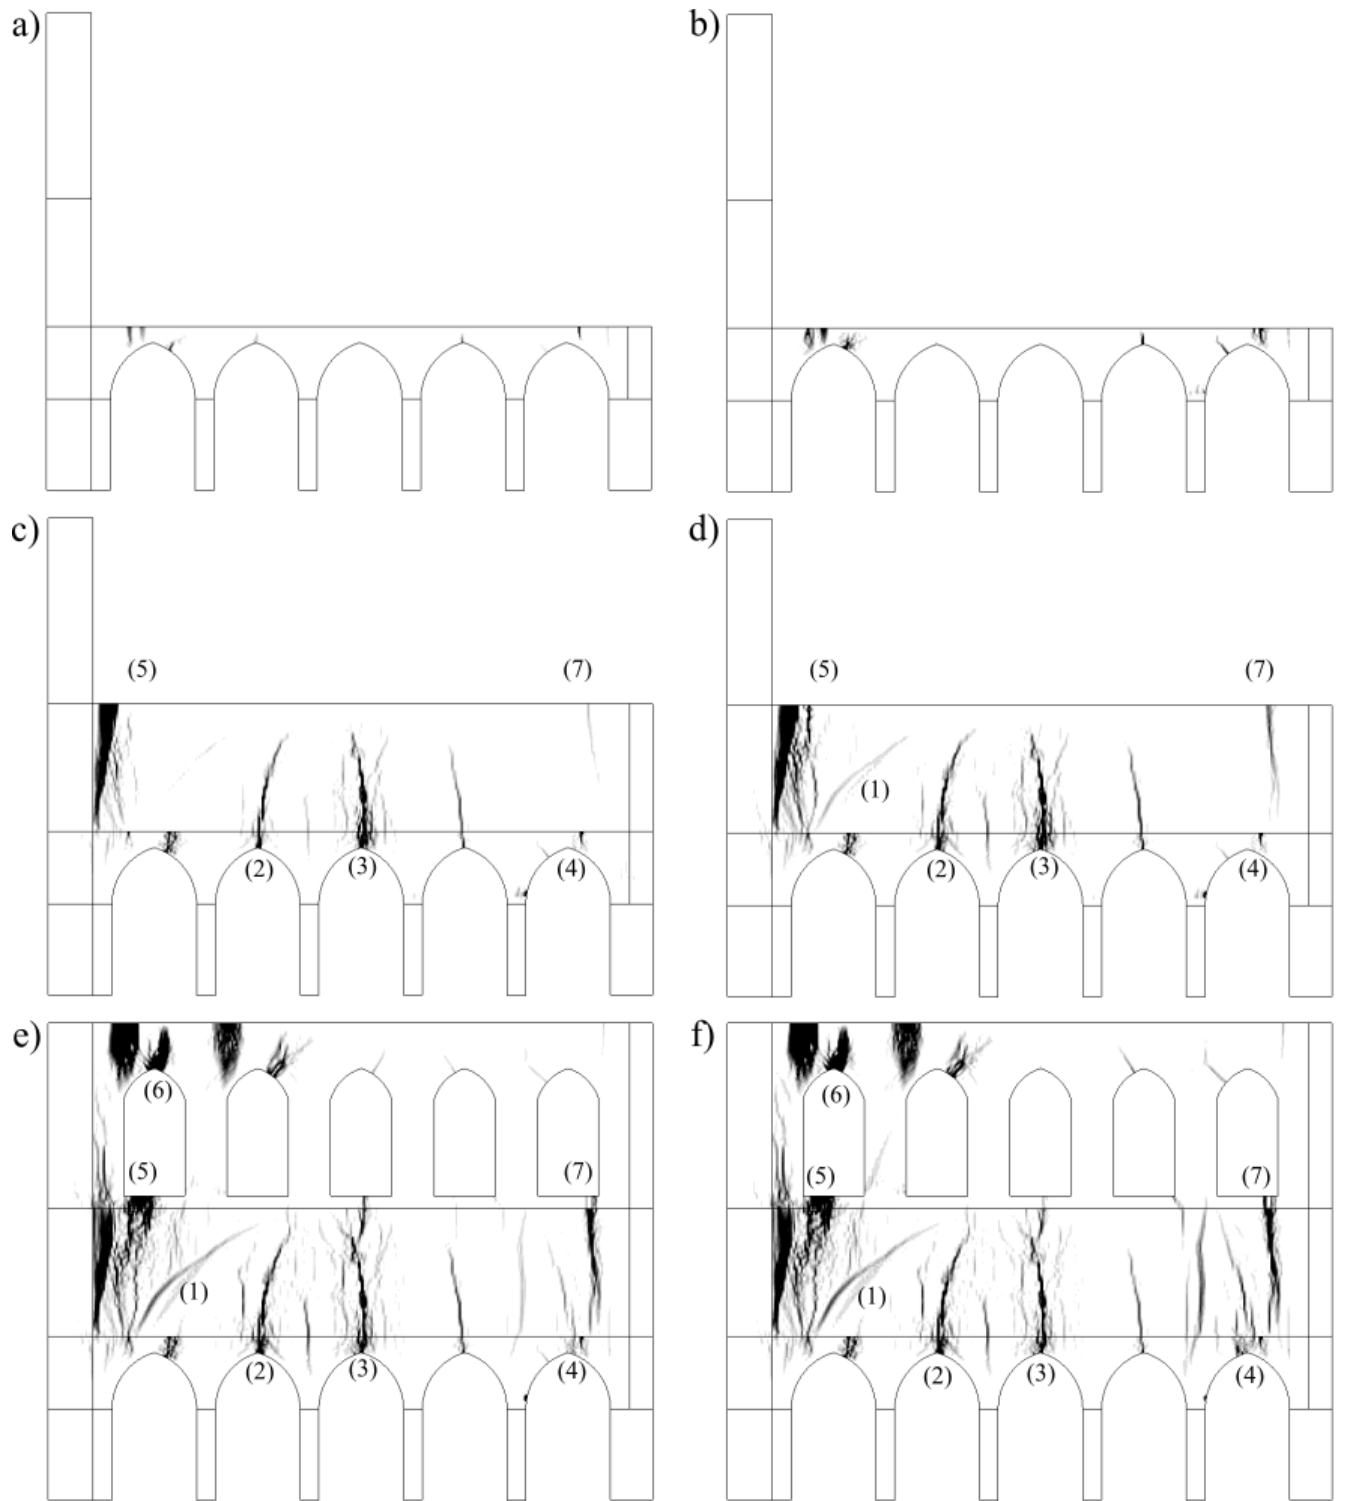 a) b)
c) d)
(5) (7) (5) (7)
(1)
(2) (3) (4) (2) (3) (4)
e) f)
(6) (6)
(5) (7) (5) (7)
(1) (1)
(2) (3) (4) (2) (3) (4)